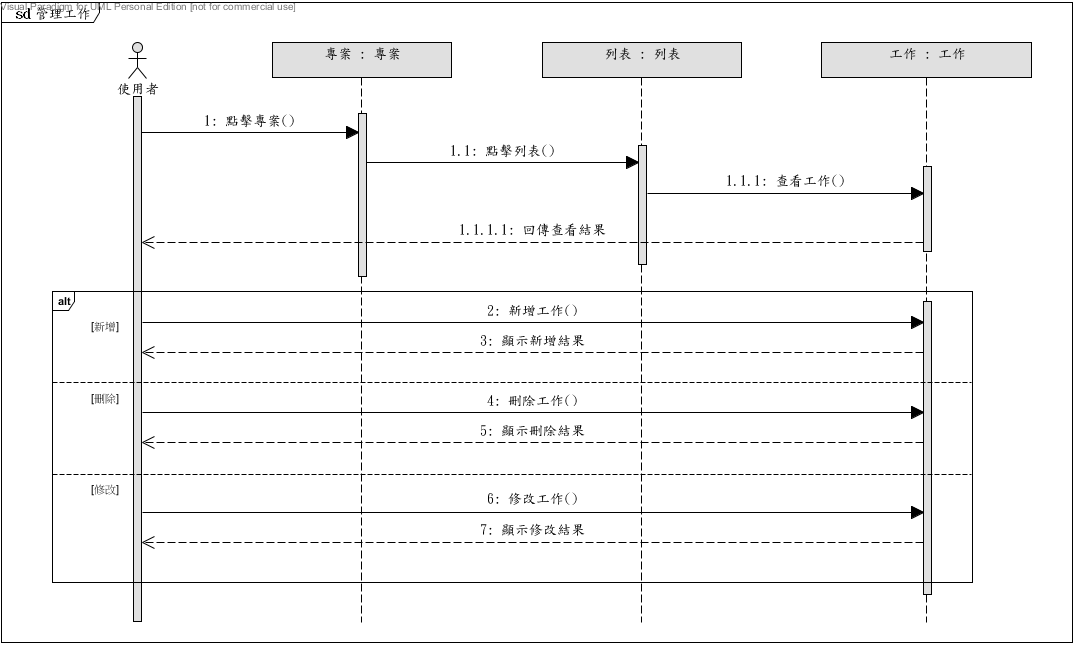 Visual Paradigm for UML Personal Edition [not for commercial use]
sd 管理工作
專案 : 專案
列表 : 列表
工作 : 工作
使用者
1: 點擊專案()
1.1: 點擊列表()
1.1.1: 查看工作()
1.1.1.1: 回傳查看結果
alt
[新增]
2: 新增工作()
3: 顯示新增結果
[刪除]
4: 刪除工作()
5: 顯示刪除結果
[修改]
6: 修改工作()
7: 顯示修改結果